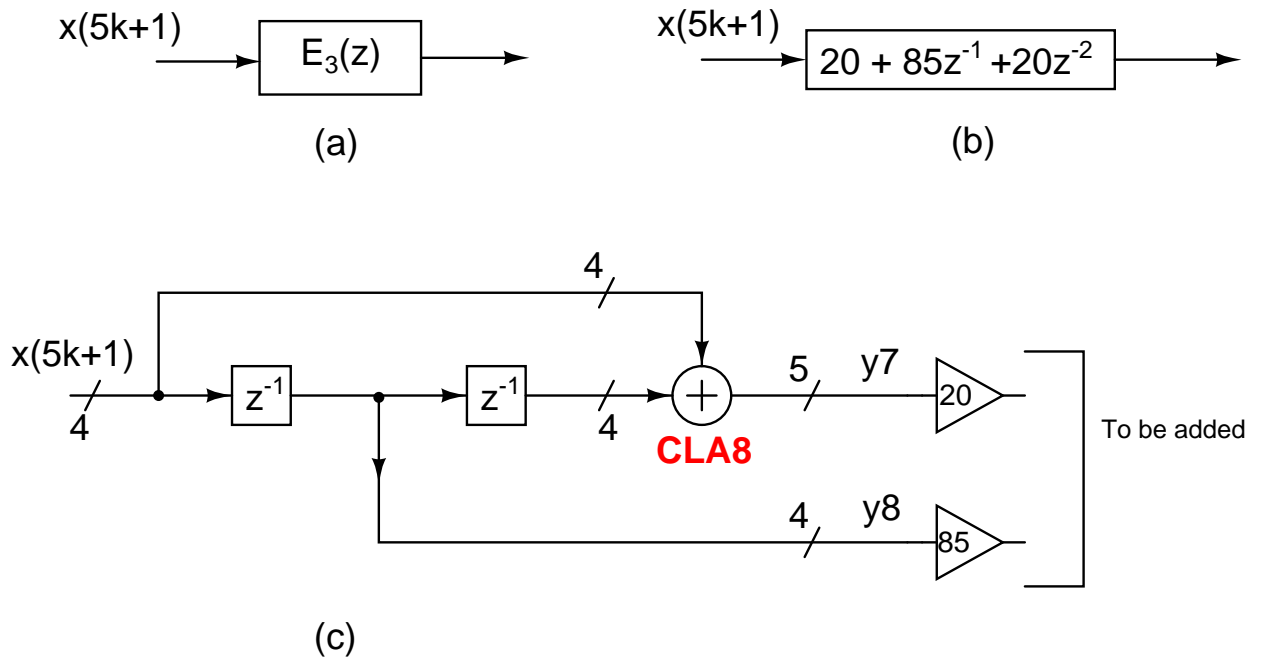 x(5k+1)
E₃(z)
(a)
x(5k+1)
20 + 85z⁻¹ +20z⁻²
(b)
4
x(5k+1)
4
z⁻¹
z⁻¹
4
+
CLA8
5
y7
20
To be added
4
y8
85
(c)